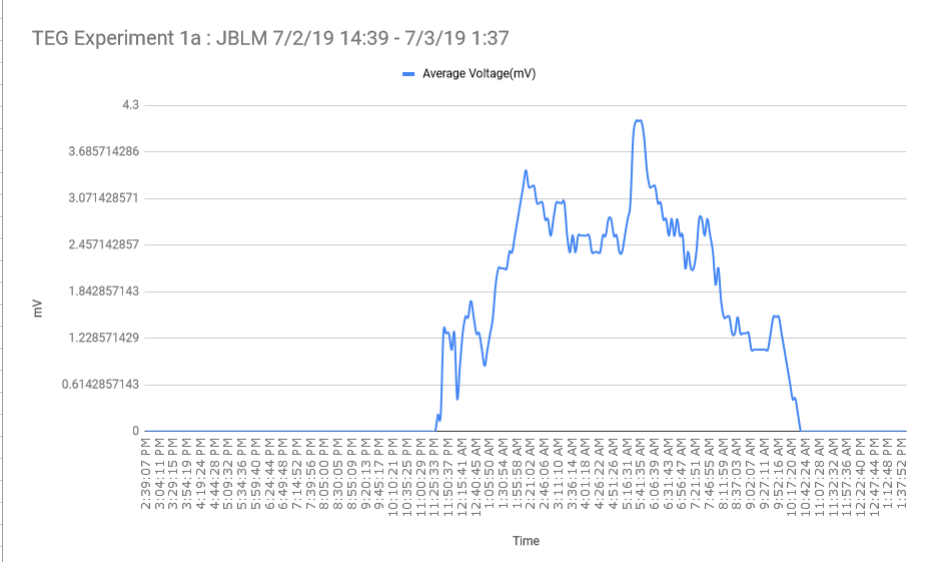 TEG Experiment 1a : JBLM 7/2/19 14:39 - 7/3/19 1:37
Average Voltage(mV)
4.3
3.685714286
3.071428571
2.457142857
1.842857143
1.228571429
0.6142857143
0
mV
2:39:07 PM
3:04:11 PM
3:29:15 PM
3:54:19 PM
4:19:24 PM
4:44:28 PM
5:09:32 PM
5:34:36 PM
5:59:40 PM
6:24:44 PM
6:49:48 PM
7:14:52 PM
7:39:56 PM
8:05:00 PM
8:30:05 PM
8:55:09 PM
9:20:13 PM
9:45:17 PM
10:10:21 PM
10:35:25 PM
11:00:29 PM
11:25:33 PM
11:50:37 PM
12:15:41 AM
12:40:45 AM
1:05:50 AM
1:30:54 AM
1:55:58 AM
2:21:02 AM
2:46:06 AM
3:11:10 AM
3:36:14 AM
4:01:18 AM
4:26:22 AM
4:51:26 AM
5:16:31 AM
5:41:35 AM
6:06:39 AM
6:31:43 AM
6:56:47 AM
7:21:51 AM
7:46:55 AM
8:11:59 AM
8:37:03 AM
9:02:07 AM
9:27:11 AM
9:52:16 AM
10:17:20 AM
10:42:24 AM
11:07:28 AM
11:32:32 AM
11:57:36 AM
12:22:40 PM
12:47:44 PM
1:12:48 PM
1:37:52 PM
Time